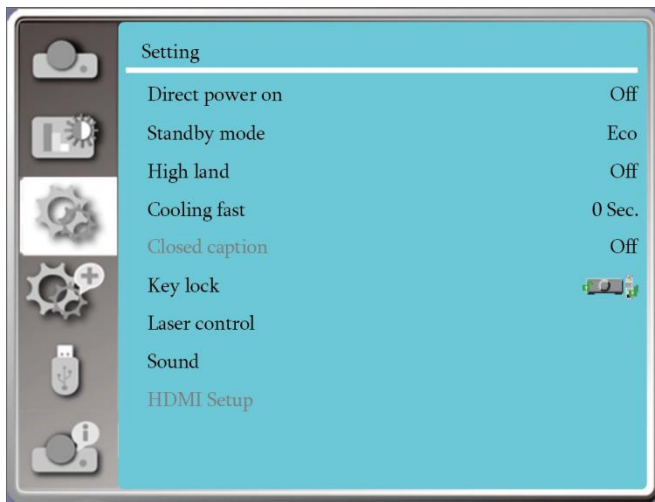 Setting
Direct power on Off
Standby mode Eco
High land Off
Cooling fast 0 Sec.
Closed caption Off
Key lock
Laser control
Sound
HDMI Setup